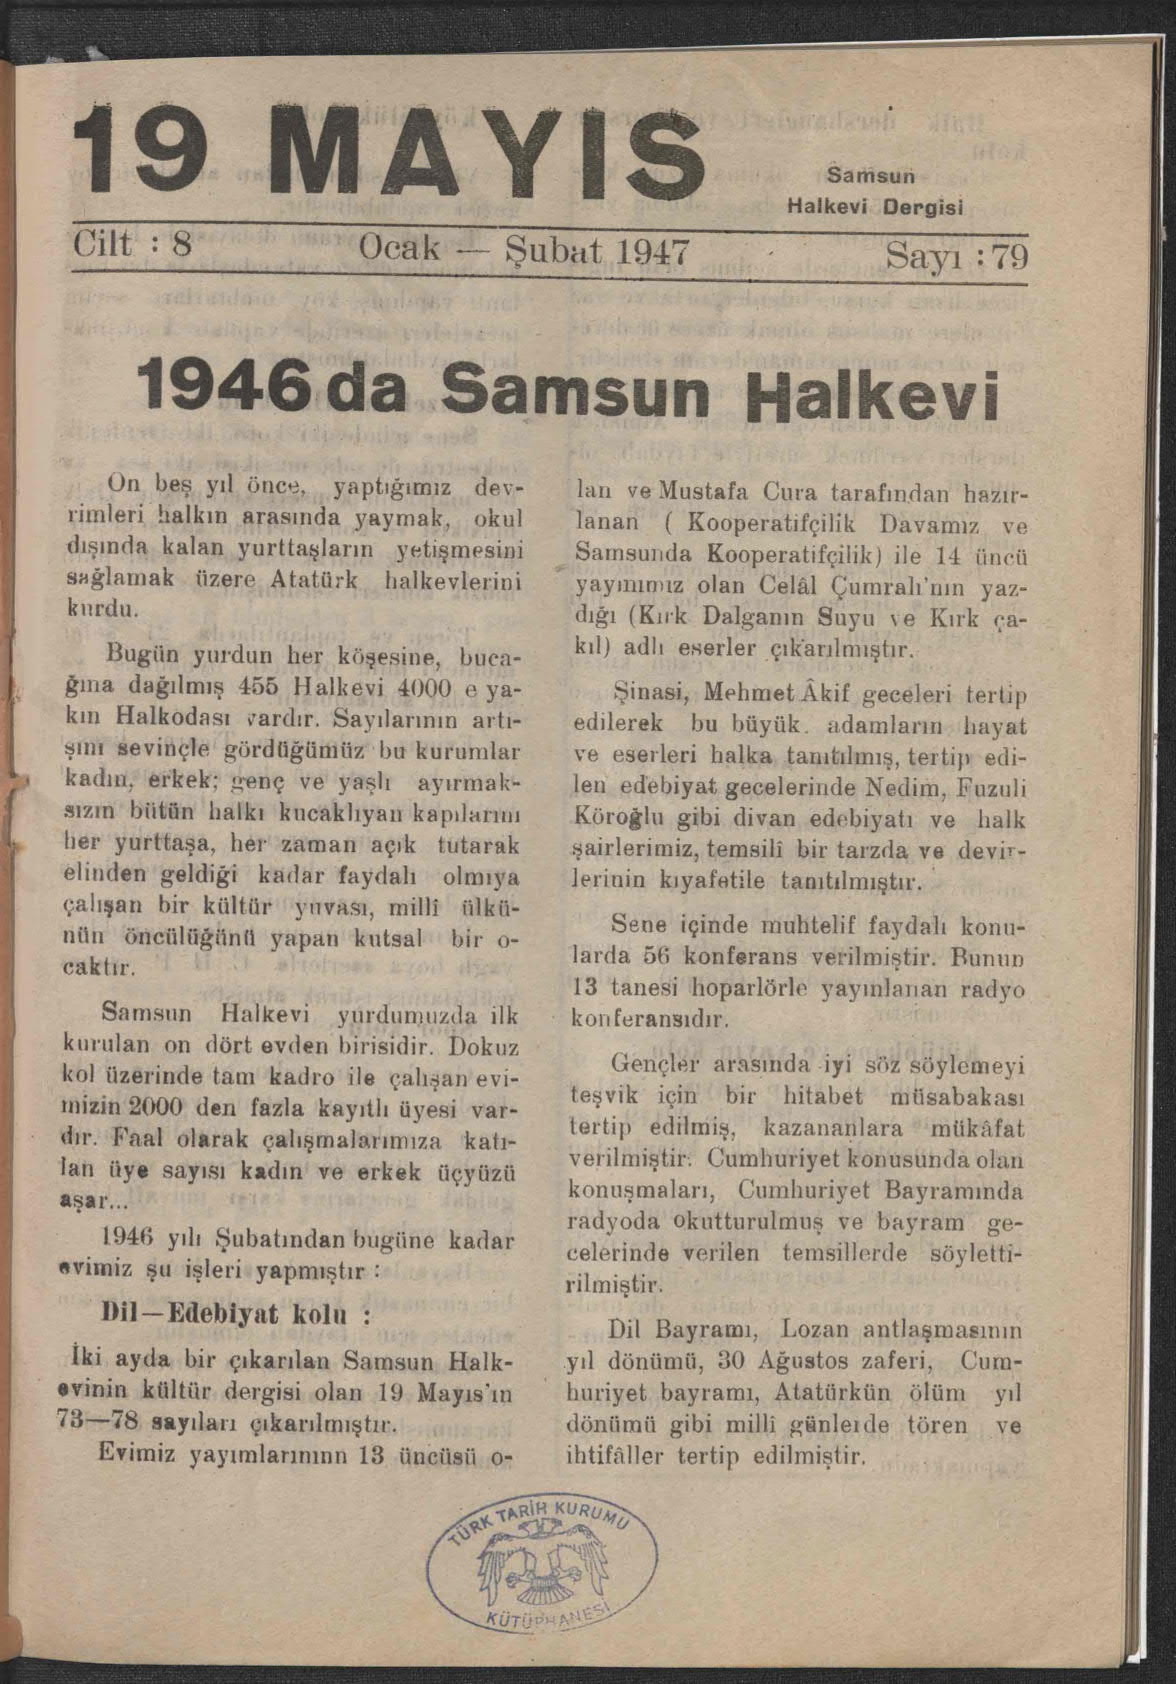 19 MAYIS
Samsun
Halkevi Dergisi
Cilt : 8
Ocak — Şubat 1947
Sayı : 79
1946 da Samsun Halkevi
On beş yıl önce, yaptığımız dev-
rimleri halkın arasında yaymak, okul
dışında kalan yurttaşların yetişmesini
sağlamak üzere Atatürk halkevlerini
kurdu.
Bugün yurdun her köşesine, buca-
ğına dağılmış 455 Halkevi 4000 e ya-
kın Halkodası vardır. Sayılarının artı-
şını sevinçle gördüğümüz bu kurumlar
kadın, erkek; genç ve yaşlı ayırmak-
sızın bütün halkı kucaklıyan kapılarını
her yurttaşa, her zaman açık tutarak
elinden geldiği kadar faydalı olmıya
çalışan bir kültür yuvası, millî ülkü-
nün öncülüğünü yapan kutsal bir o-
caktır.
Samsun Halkevi yurdumuzda ilk
kurulan on dört evden birisidir. Dokuz
kol üzerinde tam kadro ile çalışan evi-
mizin 2000 den fazla kayıtlı üyesi var-
dır. Faal olarak çalışmalarımıza katı-
lan üye sayısı kadın ve erkek üçyüzü
aşar...
1946 yılı Şubatından bugüne kadar
evimiz şu işleri yapmıştır :
Dil—Edebiyat kolu :
İki ayda bir çıkarılan Samsun Halk-
evinin kültür dergisi olan 19 Mayıs'ın
73—78 sayıları çıkarılmıştır.
Evimiz yayımlarınınn 13 üncüsü o-
lan ve Mustafa Cura tarafından hazır-
lanan ( Kooperatifçilik Davamız ve
Samsunda Kooperatifçilik) ile 14 üncü
yayınımız olan Celâl Çumralı'nın yaz-
dığı (Kırk Dalganın Suyu ve Kırk ça-
kıl) adlı eserler çıkarılmıştır.
Şinasi, Mehmet Âkif geceleri tertip
edilerek bu büyük. adamların hayat
ve eserleri halka tanıtılmış, tertip edi-
len edebiyat gecelerinde Nedim, Fuzuli
Köroğlu gibi divan edebiyatı ve halk
şairlerimiz, temsilî bir tarzda ve devir-
lerinin kıyafetile tanıtılmıştır.
Sene içinde muhtelif faydalı konu-
larda 56 konferans verilmiştir. Bunun
13 tanesi hoparlörle yayınlanan radyo
konferansıdır.
Gençler arasında iyi söz söylemeyi
teşvik için bir hitabet müsabakası
tertip edilmiş, kazananlara mükâfat
verilmiştir. Cumhuriyet konusunda olan
konuşmaları, Cumhuriyet Bayramında
radyoda okutturulmuş ve bayram ge-
celerinde verilen temsillerde söyletti-
rilmiştir.
Dil Bayramı, Lozan antlaşmasının
yıl dönümü, 30 Ağustos zaferi, Cum-
huriyet bayramı, Atatürkün ölüm yıl
dönümü gibi millî günlerde tören ve
ihtifâller tertip edilmiştir.
TÜRK TARİH KURUMU
KÜTÜPHANESİ